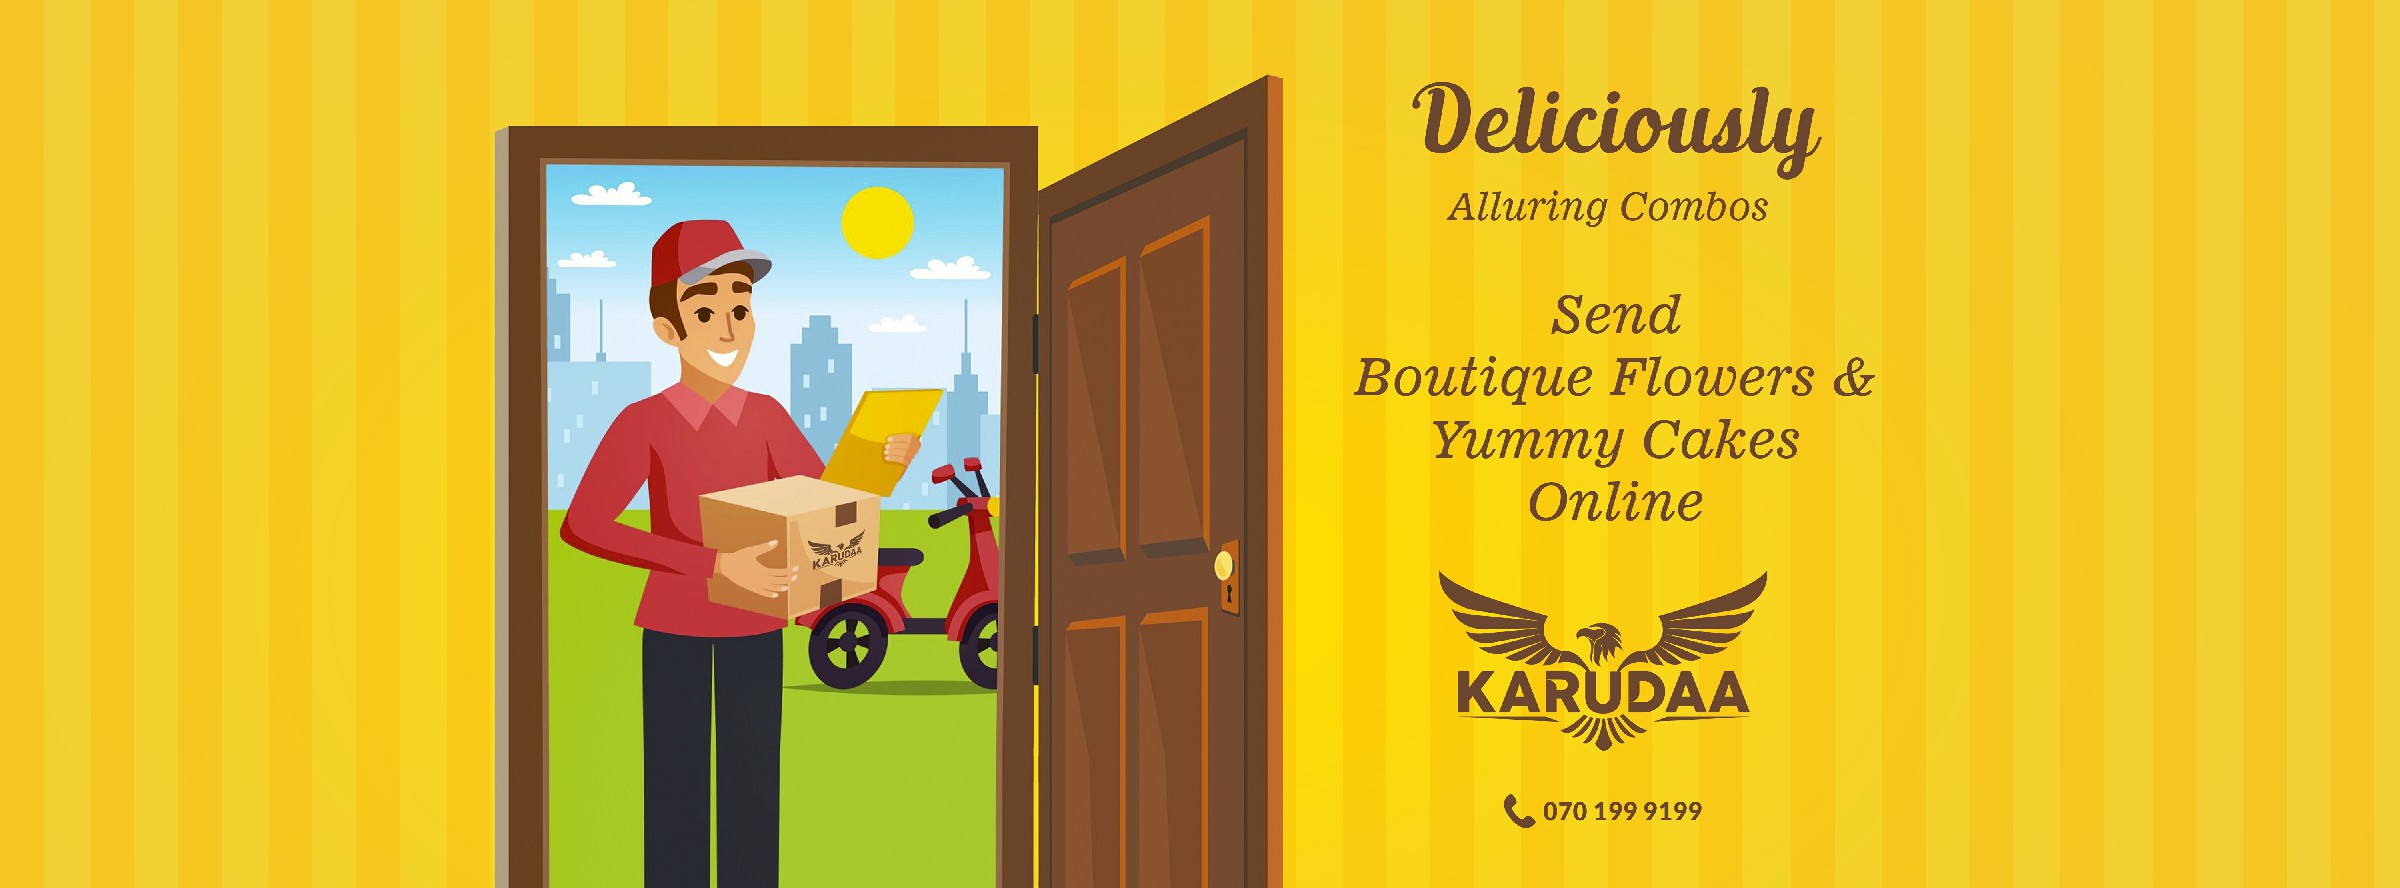 Deliciously
Alluring Combos
Send
Boutique Flowers &
Yummy Cakes
Online
KARUDAA
070 199 9199
KARUDAA